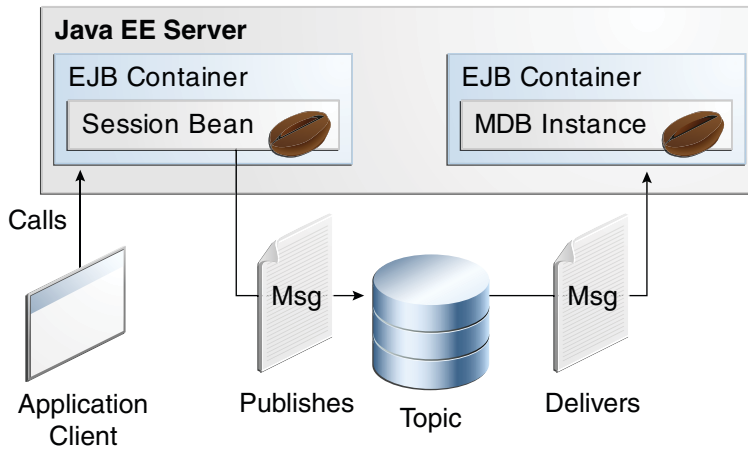 Java EE Server
EJB Container
Session Bean
EJB Container
MDB Instance
Calls
Msg
Msg
Application
Client
Publishes
Topic
Delivers